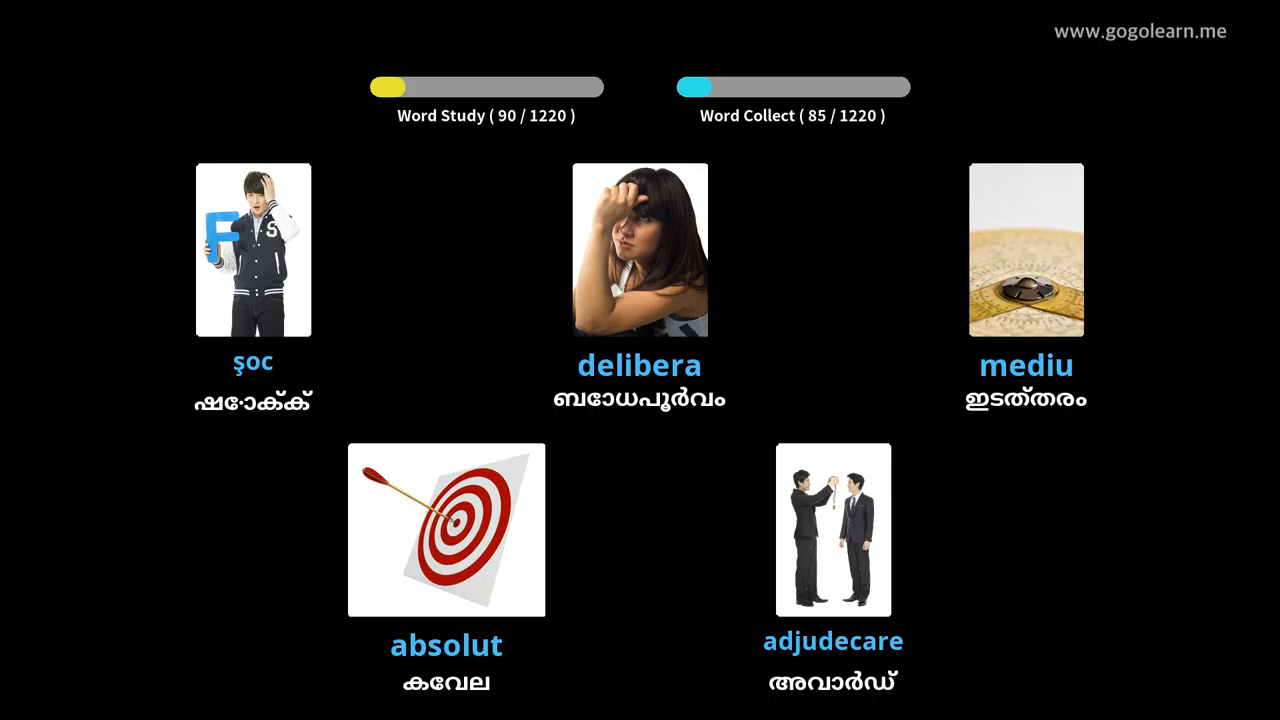 www.gogolearn.me
Word Study ( 90 / 1220 )
Word Collect ( 85 / 1220 )
F
S
şoc
delibera
mediu
ഷോക്ക്
ബോധപൂർവം
ഇടത്തരം
absolut
adjudecare
കേവല
അവാർഡ്